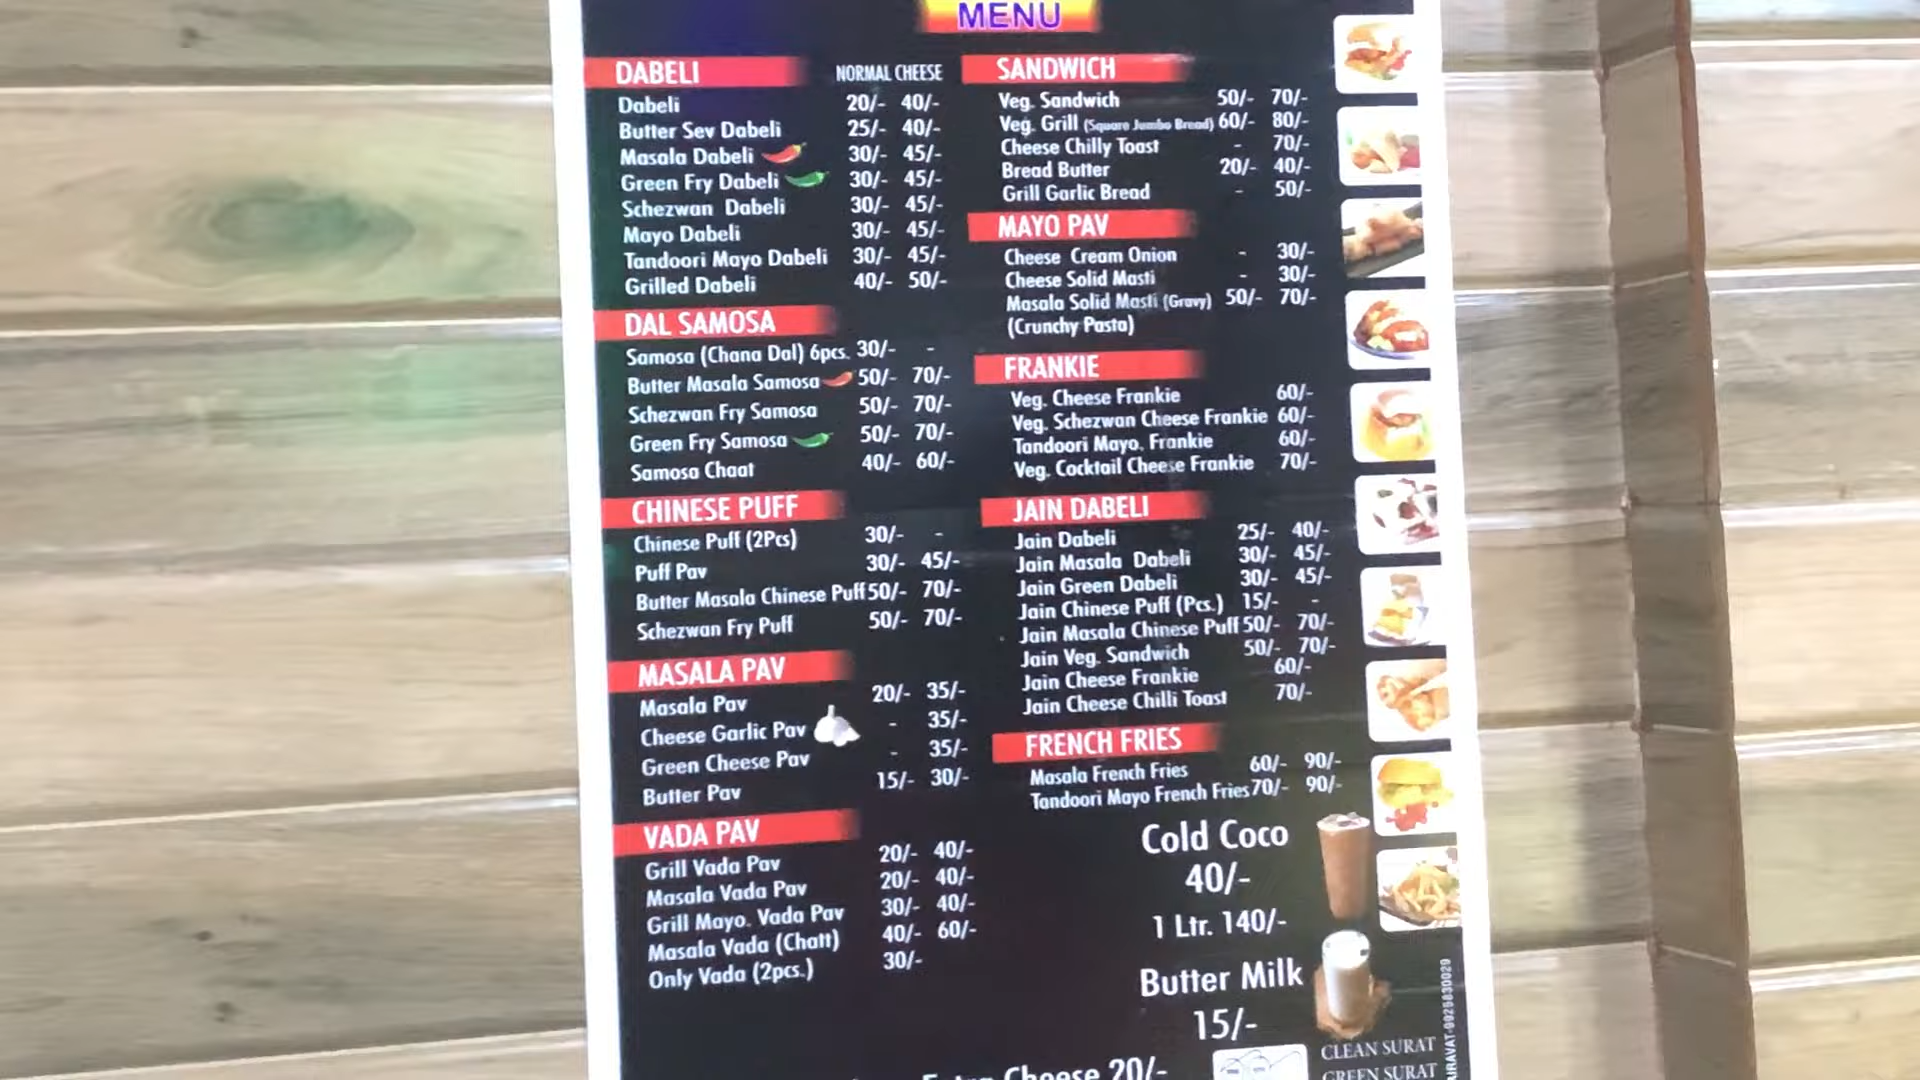 MENU
DABELI NORMAL CHEESE
Dabeli 20/- 40/-
Butter Sev Dabeli 25/- 40/-
Masala Dabeli 30/- 45/-
Green Fry Dabeli 30/- 45/-
Schezwan Dabeli 30/- 45/-
Mayo Dabeli 30/- 45/-
Tandoori Mayo Dabeli 30/- 45/-
Grilled Dabeli 40/- 50/-
DAL SAMOSA
Samosa (Chana Dal) 6pcs. 30/- -
Butter Masala Samosa 50/- 70/-
Schezwan Fry Samosa 50/- 70/-
Green Fry Samosa 50/- 70/-
Samosa Chaat 40/- 60/-
CHINESE PUFF
Chinese Puff (2Pcs) 30/- -
Puff Pav 30/- 45/-
Butter Masala Chinese Puff 50/- 70/-
Schezwan Fry Puff 50/- 70/-
MASALA PAV
Masala Pav 20/- 35/-
Cheese Garlic Pav - 35/-
Green Cheese Pav - 35/-
Butter Pav 15/- 30/-
VADA PAV
Grill Vada Pav 20/- 40/-
Masala Vada Pav 20/- 40/-
Grill Mayo. Vada Pav 30/- 40/-
Masala Vada (Chatt) 40/- 60/-
Only Vada (2pcs.) 30/-
SANDWICH
Veg. Sandwich 50/- 70/-
Veg. Grill (Square Jumbo Bread) 60/- 80/-
Cheese Chilly Toast - 70/-
Bread Butter 20/- 40/-
Grill Garlic Bread - 50/-
MAYO PAV
Cheese Cream Onion - 30/-
Cheese Solid Masti - 30/-
Masala Solid Masti (Gravy) 50/- 70/-
(Crunchy Pasta)
FRANKIE
Veg. Cheese Frankie 60/-
Veg. Schezwan Cheese Frankie 60/-
Tandoori Mayo. Frankie 60/-
Veg. Cocktail Cheese Frankie 70/-
JAIN DABELI
Jain Dabeli 25/- 40/-
Jain Masala Dabeli 30/- 45/-
Jain Green Dabeli 30/- 45/-
Jain Chinese Puff (Pcs.) 15/- -
Jain Masala Chinese Puff 50/- 70/-
Jain Veg. Sandwich 50/- 70/-
Jain Cheese Frankie 60/-
Jain Cheese Chilli Toast 70/-
FRENCH FRIES
Masala French Fries 60/- 90/-
Tandoori Mayo French Fries 70/- 90/-
Cold Coco
40/-
1 Ltr. 140/-
Butter Milk
15/-
Extra Cheese 20/-
CLEAN SURAT
GREEN SURAT
AIRAVAT-9925830029